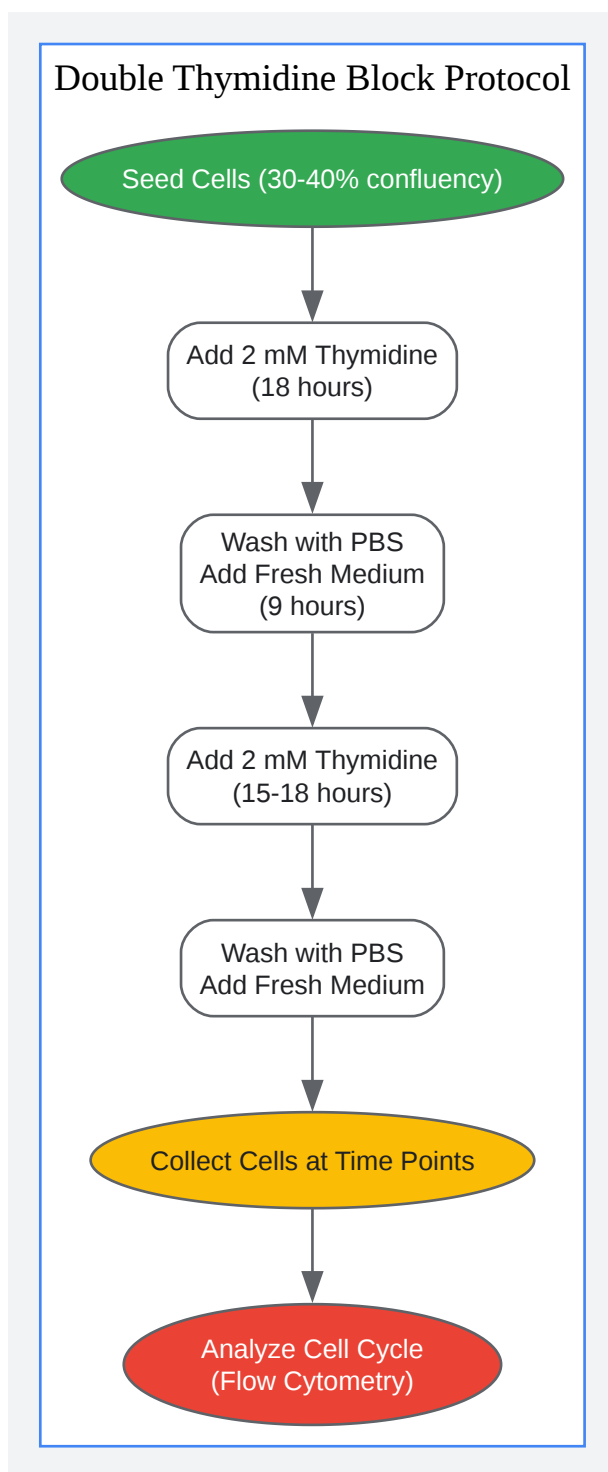 Double Thymidine Block Protocol
Seed Cells (30-40% confluency)
Add 2 mM Thymidine
(18 hours)
Wash with PBS
Add Fresh Medium
(9 hours)
Add 2 mM Thymidine
(15-18 hours)
Wash with PBS
Add Fresh Medium
Collect Cells at Time Points
Analyze Cell Cycle
(Flow Cytometry)